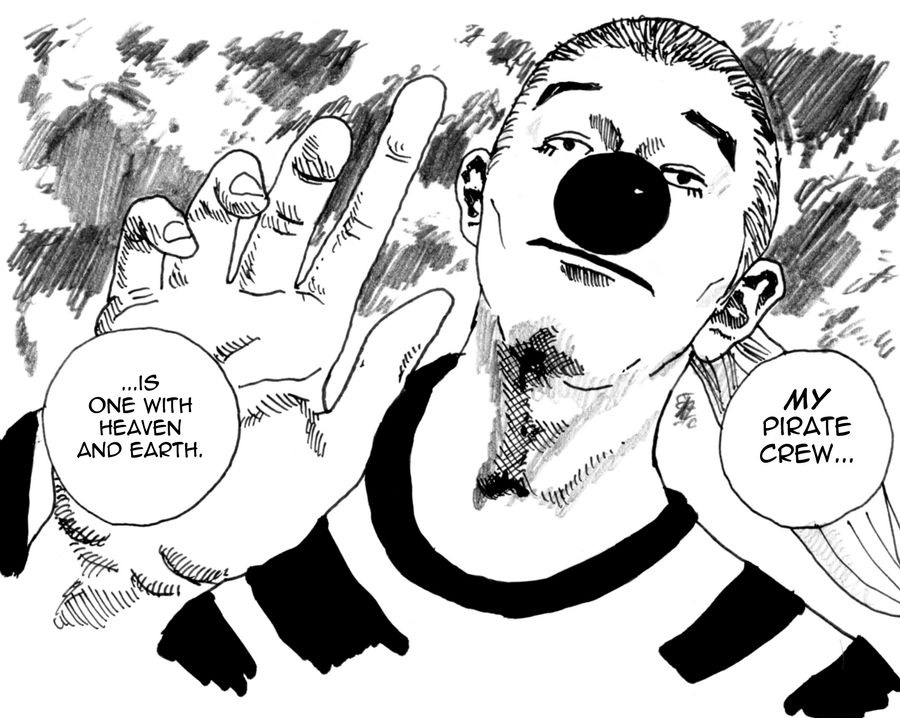 MY
PIRATE
CREW...
...IS
ONE WITH
HEAVEN
AND EARTH.